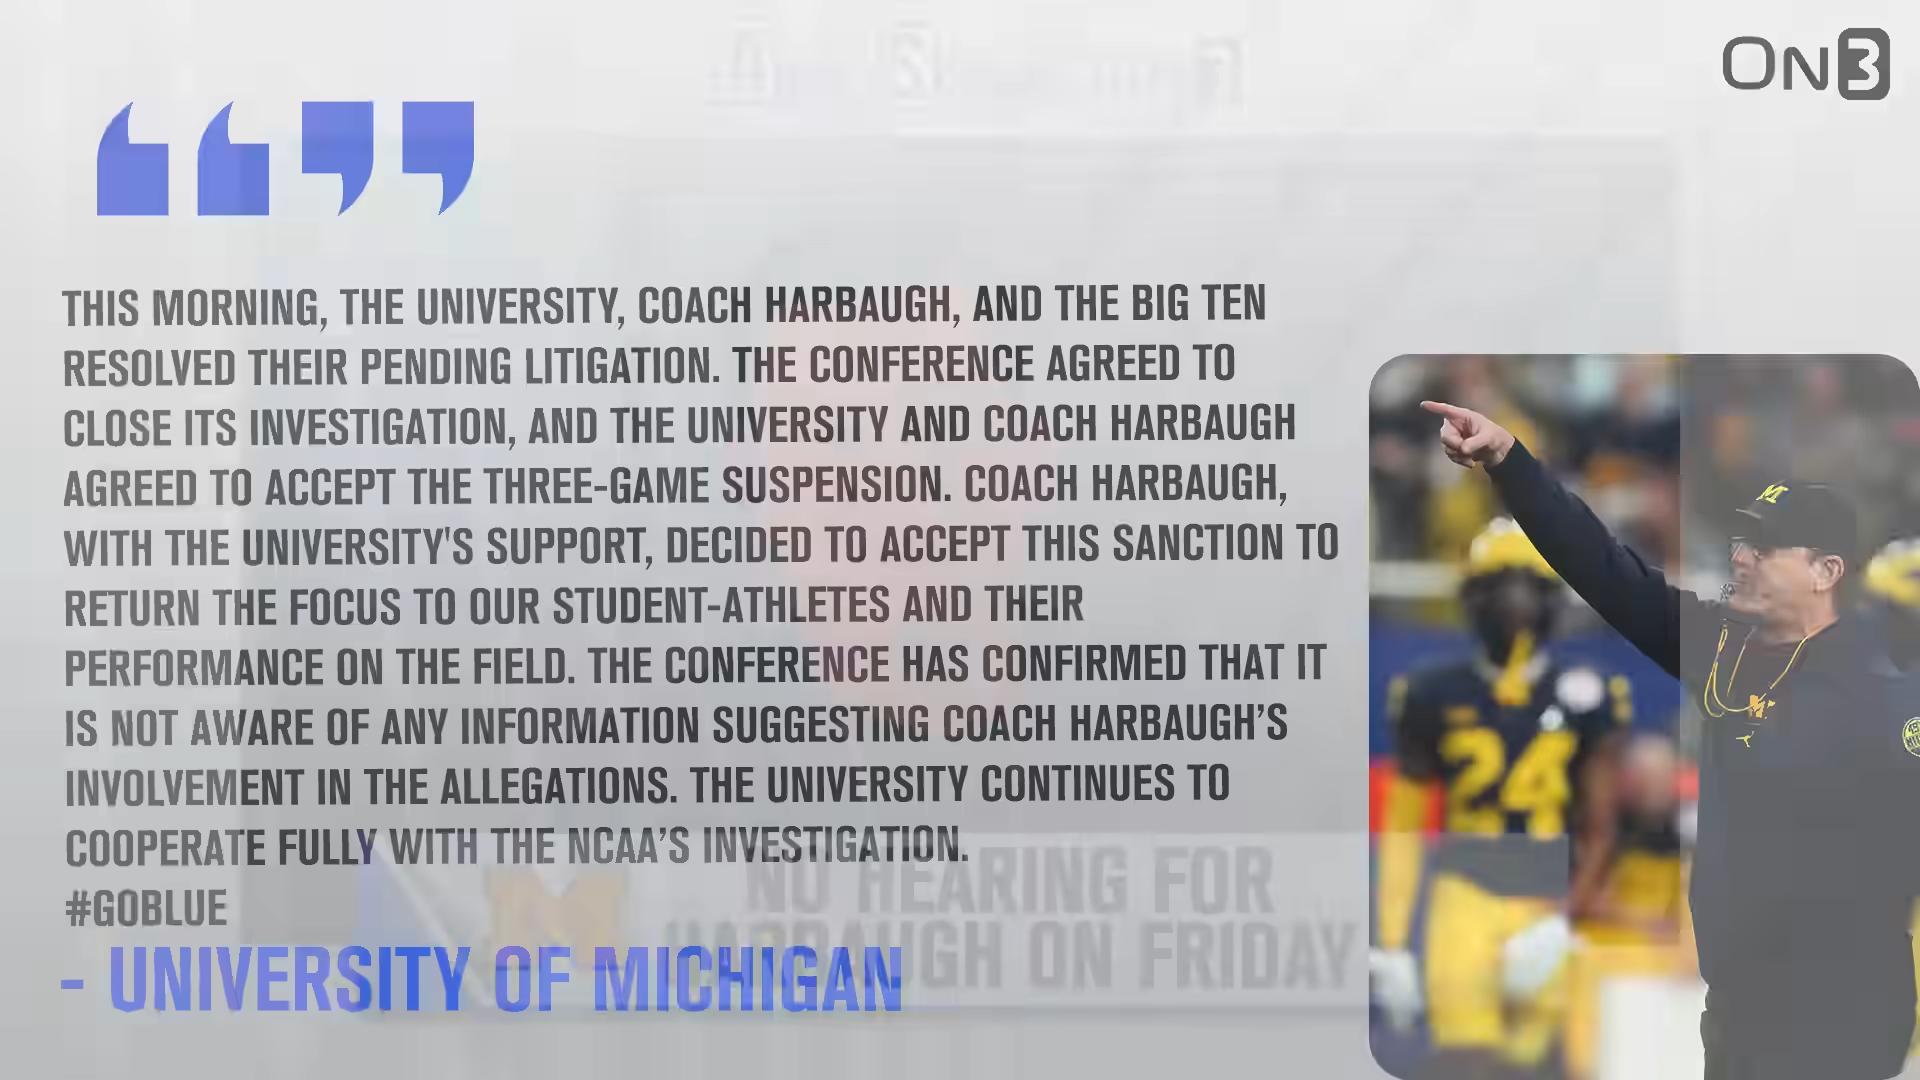 ON3
THIS MORNING, THE UNIVERSITY, COACH HARBAUGH, AND THE BIG TEN
RESOLVED THEIR PENDING LITIGATION. THE CONFERENCE AGREED TO
CLOSE ITS INVESTIGATION, AND THE UNIVERSITY AND COACH HARBAUGH
AGREED TO ACCEPT THE THREE-GAME SUSPENSION. COACH HARBAUGH,
WITH THE UNIVERSITY'S SUPPORT, DECIDED TO ACCEPT THIS SANCTION TO
RETURN THE FOCUS TO OUR STUDENT-ATHLETES AND THEIR
PERFORMANCE ON THE FIELD. THE CONFERENCE HAS CONFIRMED THAT IT
IS NOT AWARE OF ANY INFORMATION SUGGESTING COACH HARBAUGH’S
INVOLVEMENT IN THE ALLEGATIONS. THE UNIVERSITY CONTINUES TO
COOPERATE FULLY WITH THE NCAA’S INVESTIGATION.
#GOBLUE
- UNIVERSITY OF MICHIGAN
NO HEARING FOR
HARBAUGH ON FRIDAY
M
24
M